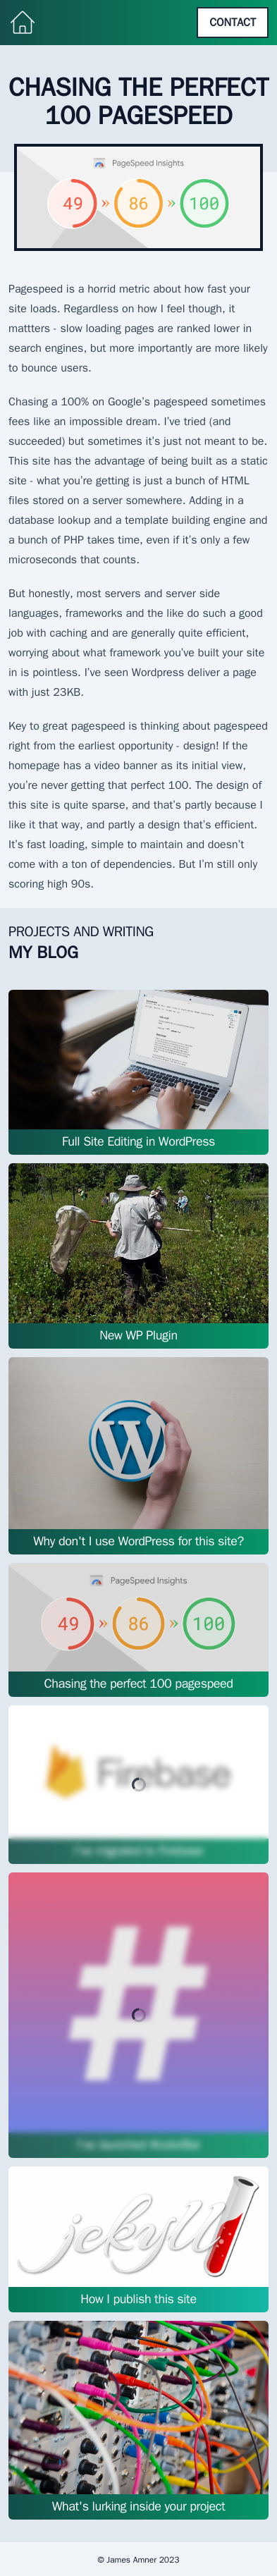 CONTACT
CHASING THE PERFECT
100 PAGESPEED
PageSpeed Insights
49 » 86 » 100
Pagespeed is a horrid metric about how fast your
site loads. Regardless on how I feel though, it
mattters - slow loading pages are ranked lower in
search engines, but more importantly are more likely
to bounce users.
Chasing a 100% on Google's pagespeed sometimes
fees like an impossible dream. I've tried (and
succeeded) but sometimes it's just not meant to be.
This site has the advantage of being built as a static
site - what you're getting is just a bunch of HTML
files stored on a server somewhere. Adding in a
database lookup and a template building engine and
a bunch of PHP takes time, even if it's only a few
microseconds that counts.
But honestly, most servers and server side
languages, frameworks and the like do such a good
job with caching and are generally quite efficient,
worrying about what framework you've built your site
in is pointless. I've seen Wordpress deliver a page
with just 23KB.
Key to great pagespeed is thinking about pagespeed
right from the earliest opportunity - design! If the
homepage has a video banner as its initial view,
you're never getting that perfect 100. The design of
this site is quite sparse, and that's partly because I
like it that way, and partly a design that's efficient.
It's fast loading, simple to maintain and doesn't
come with a ton of dependencies. But I'm still only
scoring high 90s.
PROJECTS AND WRITING
MY BLOG
Full Site Editing in WordPress
New WP Plugin
Why don't I use WordPress for this site?
PageSpeed Insights
49 » 86 » 100
Chasing the perfect 100 pagespeed
Firebase
I've migrated to Firebase
#
jekyll
How I publish this site
What's lurking inside your project
© James Amner 2023